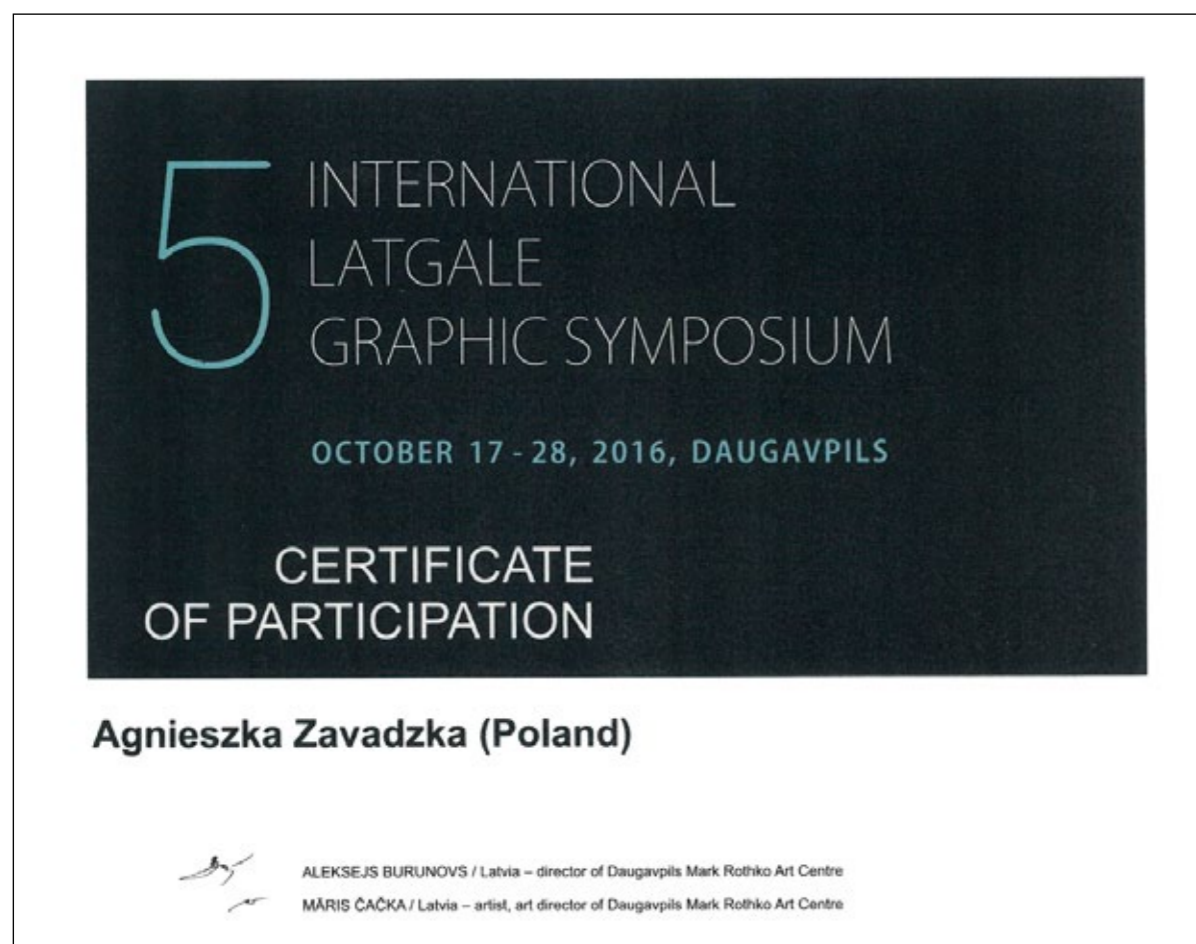 5 INTERNATIONAL
LATGALE
GRAPHIC SYMPOSIUM
OCTOBER 17 - 28, 2016, DAUGAVPILS
CERTIFICATE
OF PARTICIPATION
Agnieszka Zavadzka (Poland)
ALEKSEJS BURUNOVS / Latvia – director of Daugavpils Mark Rothko Art Centre
MĀRIS ČAČKA / Latvia – artist, art director of Daugavpils Mark Rothko Art Centre